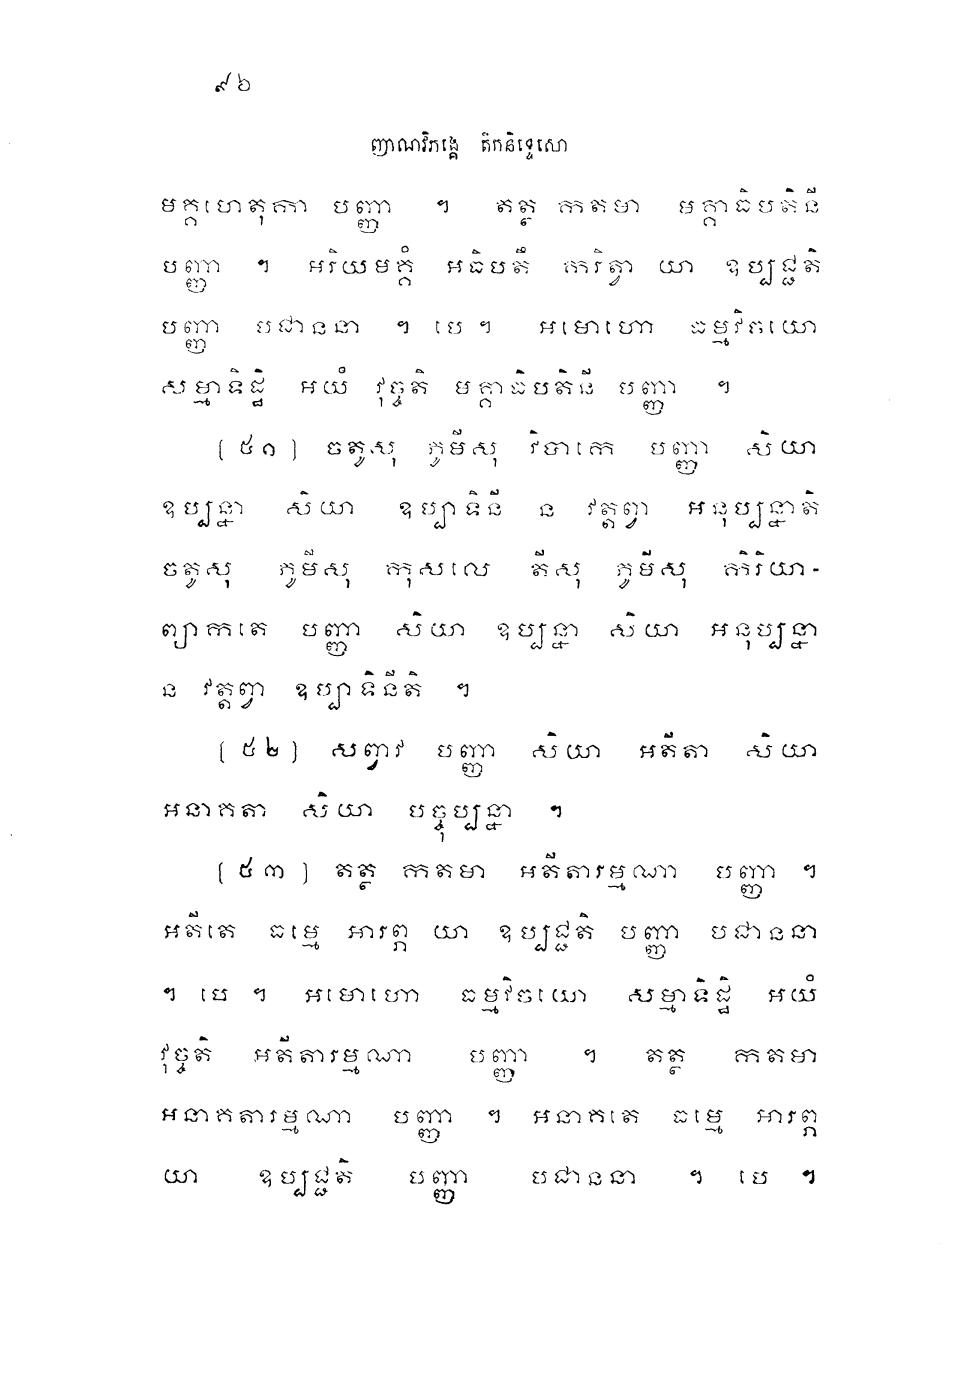 ៩៦
ញាណវិភង្គេ តិកនិទ្ទេសោ
មគ្គហេតុកា បញ្ញា ។ តត្ថ កតមា មគ្គាធិបតិនី
បញ្ញា ។ អរិយមគ្គំ អធិបតឹ ករិត្វា យា ឧប្បជ្ជតិ
បញ្ញា បជាននា ។ បេ ។ អមោហោ ធម្មវិចយោ
សម្មាទិដ្ឋិ អយំ វុច្ចតិ មគ្គាធិបតិនី បញ្ញា ។
(៥១) ចតូសុ ភូមីសុ វិបាកេ បញ្ញា សិយា
ឧប្បន្នា សិយា ឧប្បាទិនី ន វត្តព្វា អនុប្បន្នាតិ
ចតូសុ ភូមីសុ កុសលេ តីសុ ភូមីសុ កិរិយា-
ព្យាកតេ បញ្ញា សិយា ឧប្បន្នា សិយា អនុប្បន្នា
ន វត្តព្វា ឧប្បាទិនីតិ ។
(៥២) សព្វាវ បញ្ញា សិយា អតីតា សិយា
អនាគតា សិយា បច្ចុប្បន្នា ។
(៥៣) តត្ថ កតមា អតីតារម្មណា បញ្ញា ។
អតីតេ ធម្មេ អារព្ភ យា ឧប្បជ្ជតិ បញ្ញា បជាននា
។ បេ ។ អមោហោ ធម្មវិចយោ សម្មាទិដ្ឋិ អយំ
វុច្ចតិ អតីតារម្មណា បញ្ញា ។ តត្ថ កតមា
អនាគតារម្មណា បញ្ញា ។ អនាគតេ ធម្មេ អារព្ភ
យា ឧប្បជ្ជតិ បញ្ញា បជាននា ។ បេ ។